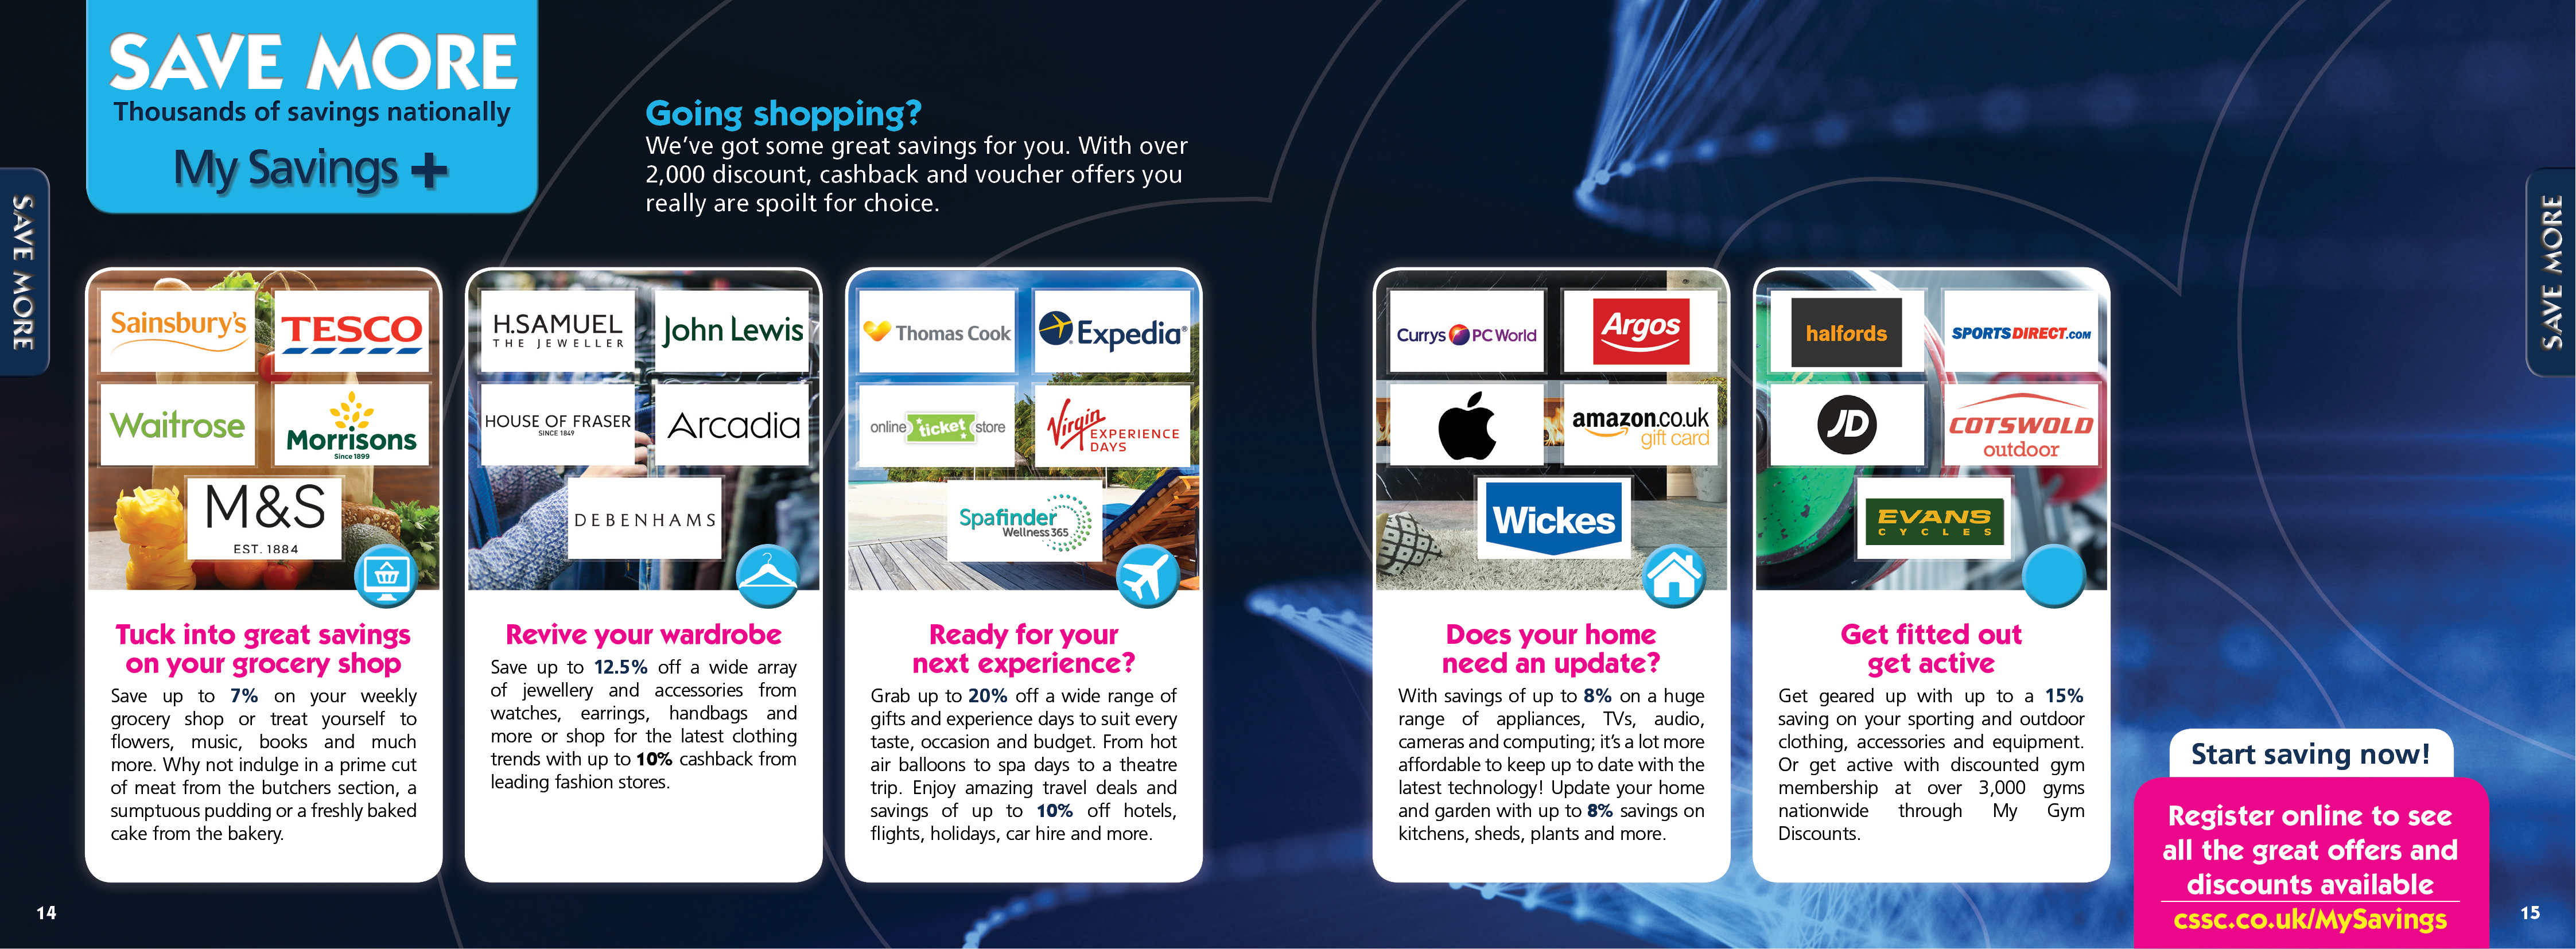 SAVE MORE
Thousands of savings nationally
My Savings +
SAVE MORE
Going shopping?
We've got some great savings for you. With over
2,000 discount, cashback and voucher offers you
really are spoilt for choice.
Sainsbury's
TESCO
Waitrose
Morrisons
Since 1899
M&S
EST. 1884
Tuck into great savings
on your grocery shop
Save up to 7% on your weekly
grocery shop or treat yourself to
flowers, music, books and much
more. Why not indulge in a prime cut
of meat from the butchers section, a
sumptuous pudding or a freshly baked
cake from the bakery.
H.SAMUEL
THE JEWELLER
John Lewis
HOUSE OF FRASER
SINCE 1849
Arcadia
DEBENHAMS
Revive your wardrobe
Save up to 12.5% off a wide array
of jewellery and accessories from
watches, earrings, handbags and
more or shop for the latest clothing
trends with up to 10% cashback from
leading fashion stores.
Thomas Cook
Expedia®
online ticket store
Virgin
EXPERIENCE
DAYS
Spafinder
Wellness365
Ready for your
next experience?
Grab up to 20% off a wide range of
gifts and experience days to suit every
taste, occasion and budget. From hot
air balloons to spa days to a theatre
trip. Enjoy amazing travel deals and
savings of up to 10% off hotels,
flights, holidays, car hire and more.
14
Currys PC World
Argos
amazon.co.uk
gift card
Wickes
Does your home
need an update?
With savings of up to 8% on a huge
range of appliances, TVs, audio,
cameras and computing; it's a lot more
affordable to keep up to date with the
latest technology! Update your home
and garden with up to 8% savings on
kitchens, sheds, plants and more.
halfords
SPORTSDIRECT.COM
JD
COTSWOLD
outdoor
EVANS
CYCLES
Get fitted out
get active
Get geared up with up to a 15%
saving on your sporting and outdoor
clothing, accessories and equipment.
Or get active with discounted gym
membership at over 3,000 gyms
nationwide through My Gym
Discounts.
SAVE MORE
Start saving now!
Register online to see
all the great offers and
discounts available
cssc.co.uk/MySavings
15